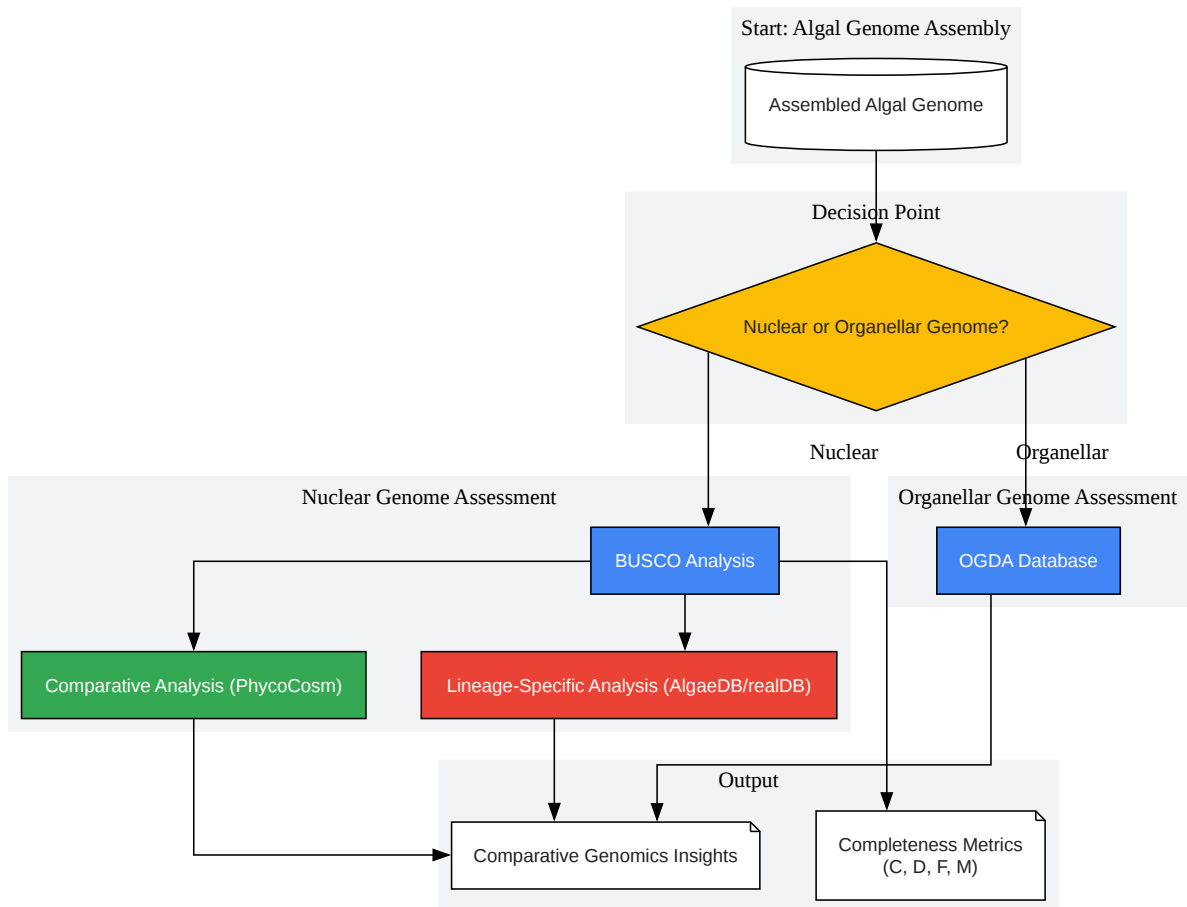 Start: Algal Genome Assembly
Assembled Algal Genome
Decision Point
Nuclear or Organellar Genome?
Nuclear
Organellar
Nuclear Genome Assessment
Organellar Genome Assessment
BUSCO Analysis
OGDA Database
Comparative Analysis (PhycoCosm)
Lineage-Specific Analysis (AlgaeDB/realDB)
Output
Comparative Genomics Insights
Completeness Metrics
(C, D, F, M)